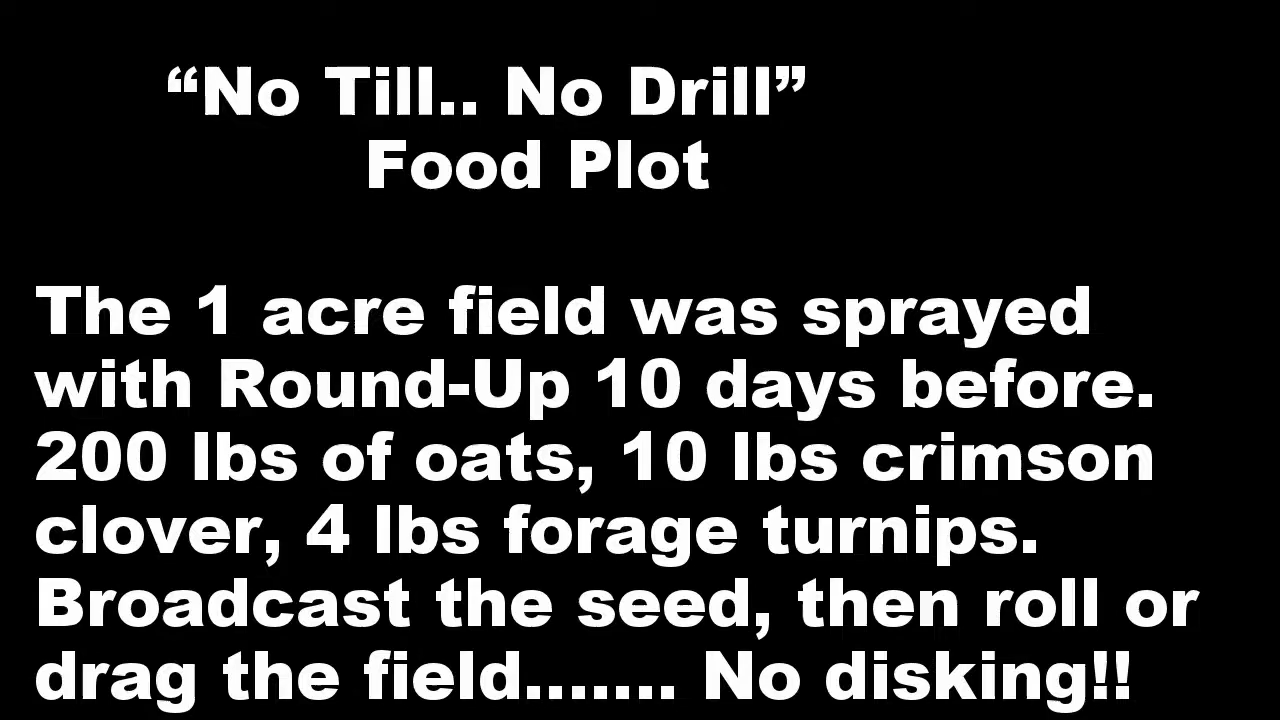 “No Till.. No Drill”
Food Plot
The 1 acre field was sprayed
with Round-Up 10 days before.
200 lbs of oats, 10 lbs crimson
clover, 4 lbs forage turnips.
Broadcast the seed, then roll or
drag the field....... No disking!!